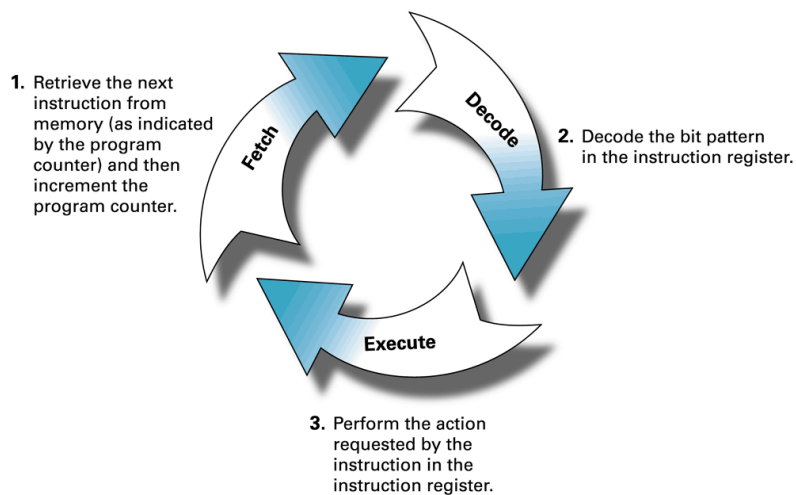 1. Retrieve the next
instruction from
memory (as indicated
by the program
counter) and then
increment the
program counter.
Fetch
Decode
2. Decode the bit pattern
in the instruction register.
Execute
3. Perform the action
requested by the
instruction in the
instruction register.